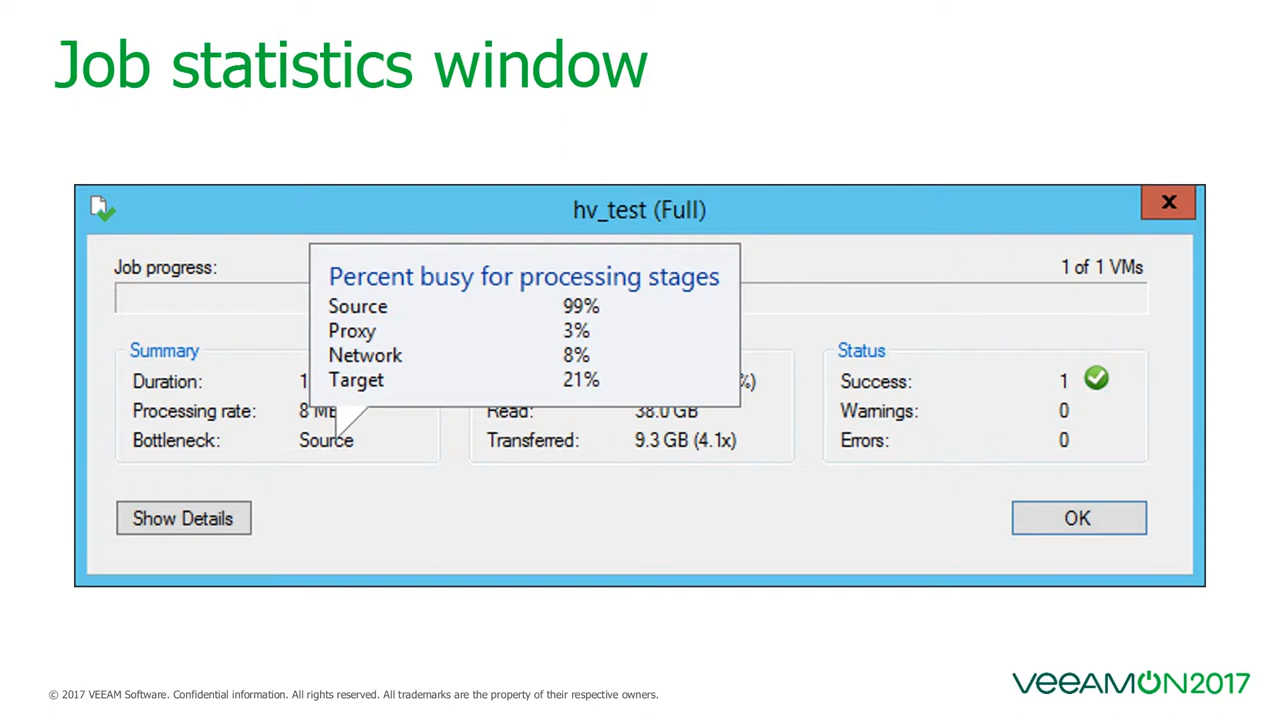 Job statistics window
hv_test (Full)
x
Job progress:
1 of 1 VMs
Percent busy for processing stages
Source 99%
Proxy 3%
Network 8%
Target 21%
Summary
Duration: 1
Processing rate: 8 MB
Bottleneck: Source
%)
Read: 38.0 GB
Transferred: 9.3 GB (4.1x)
Status
Success: 1
Warnings: 0
Errors: 0
Show Details
OK
© 2017 VEEAM Software. Confidential information. All rights reserved. All trademarks are the property of their respective owners.
VEEAMON2017